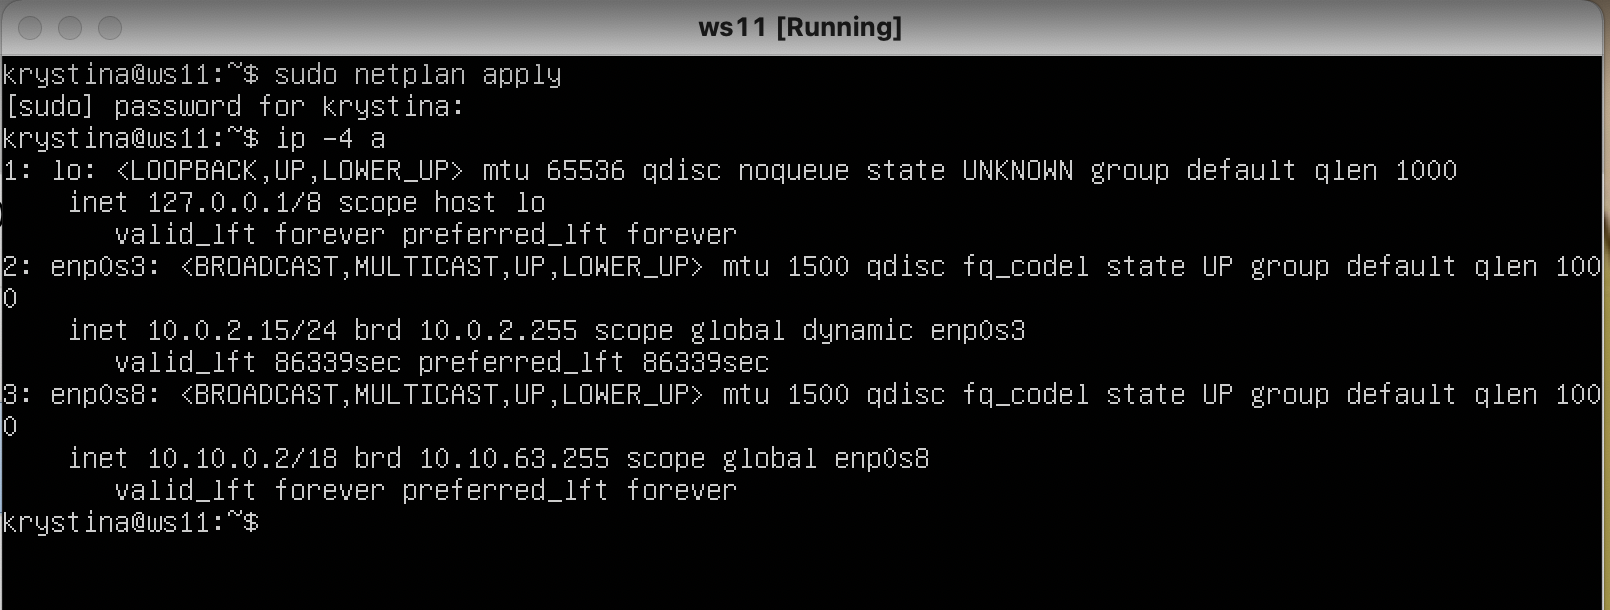 ws11 [Running]
krystina@ws11:~$ sudo netplan apply
[sudo] password for krystina:
krystina@ws11:~$ ip -4 a
1: lo: <LOOPBACK,UP,LOWER_UP> mtu 65536 qdisc noqueue state UNKNOWN group default qlen 1000
    inet 127.0.0.1/8 scope host lo
       valid_lft forever preferred_lft forever
2: enp0s3: <BROADCAST,MULTICAST,UP,LOWER_UP> mtu 1500 qdisc fq_codel state UP group default qlen 100
0
    inet 10.0.2.15/24 brd 10.0.2.255 scope global dynamic enp0s3
       valid_lft 86339sec preferred_lft 86339sec
3: enp0s8: <BROADCAST,MULTICAST,UP,LOWER_UP> mtu 1500 qdisc fq_codel state UP group default qlen 100
0
    inet 10.10.0.2/18 brd 10.10.63.255 scope global enp0s8
       valid_lft forever preferred_lft forever
krystina@ws11:~$